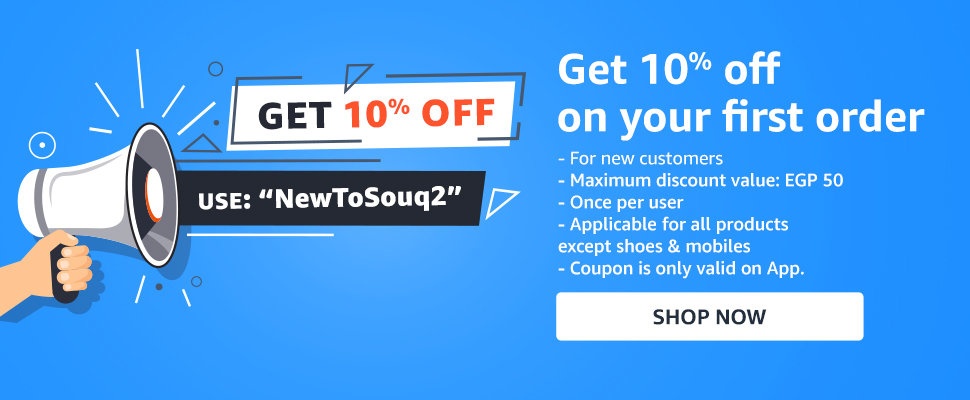 GET 10% OFF
USE: “NewToSouq2”
Get 10% off
on your first order
- For new customers
- Maximum discount value: EGP 50
- Once per user
- Applicable for all products
except shoes & mobiles
- Coupon is only valid on App.
SHOP NOW